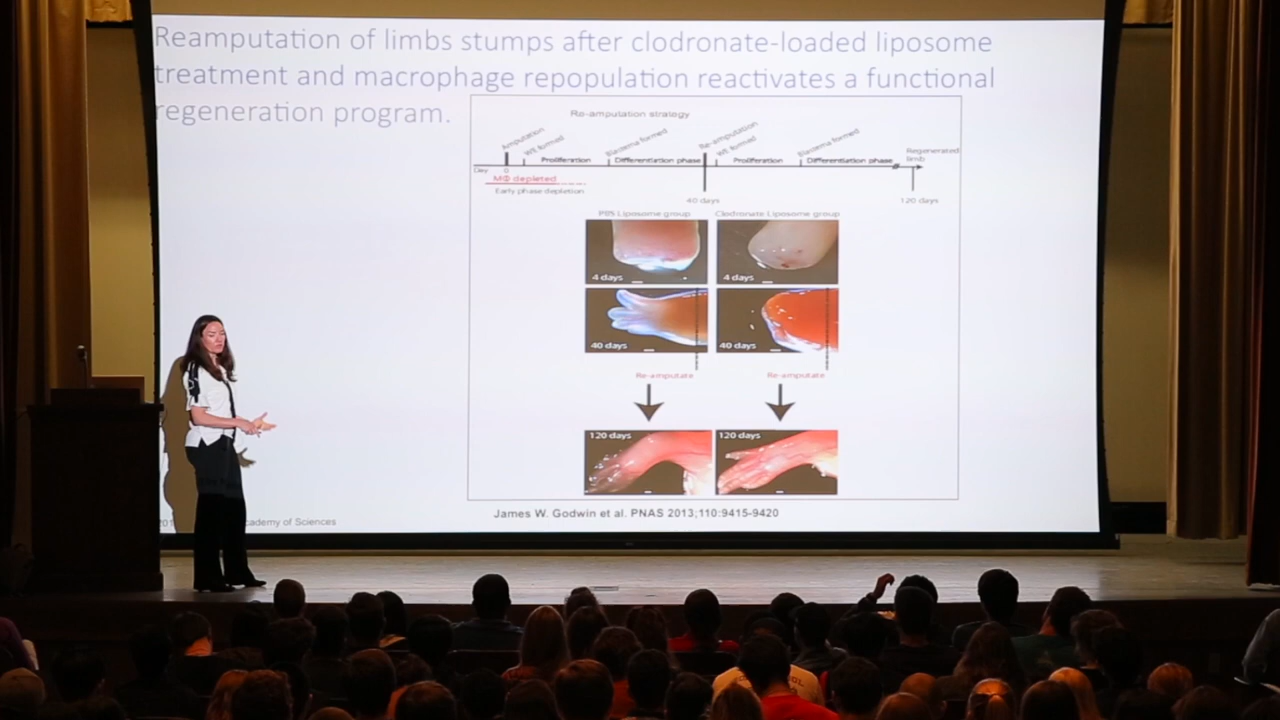 Reamputation of limbs stumps after clodronate-loaded liposome
treatment and macrophage repopulation reactivates a functional
regeneration program.
Re-amputation strategy
Amputation
WE formed
Blastema formed
Re-amputation
WE formed
Blastema formed
Regenerated
limb
Proliferation
Differentiation phase
Proliferation
Differentiation phase
Day
0
MΦ depleted
Early phase depletion
40 days
120 days
PBS Liposome group
Clodronate Liposome group
4 days
4 days
40 days
40 days
Re-amputate
Re-amputate
120 days
120 days
James W. Godwin et al. PNAS 2013;110:9415-9420
cademy of Sciences